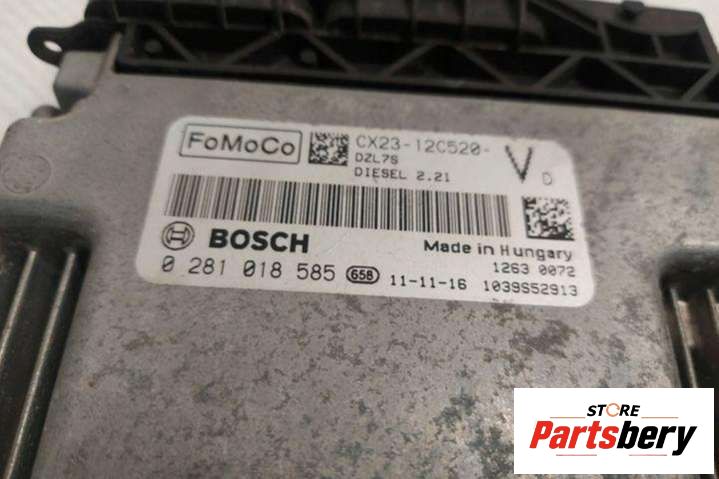 FoMoCo
CX23-12C520-
V D
DZL7S
DIESEL 2.21
BOSCH
Made in Hungary
1263 0072
0 281 018 585 658 11-11-16 1039S52913
STORE
Partsbery